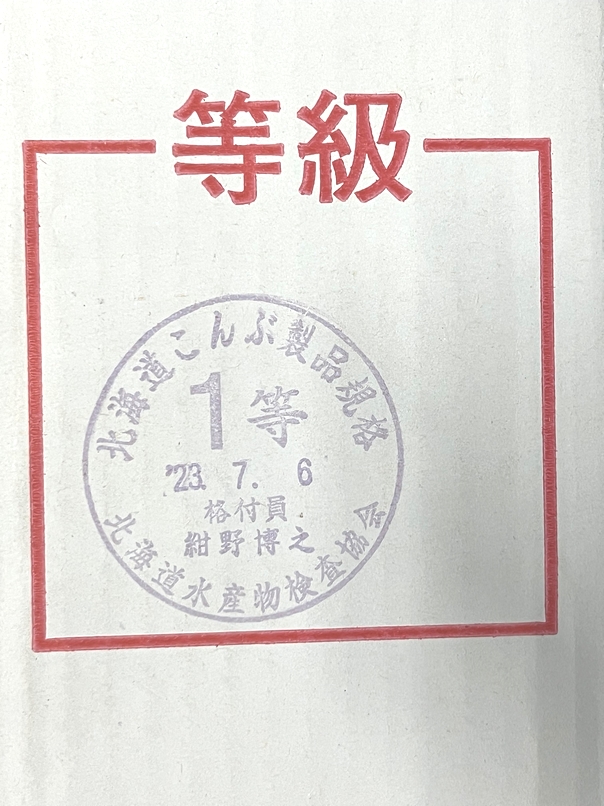 等級
北海道こんぶ製品規格
1等
'23. 7. 6
格付員
紺野博之
北海道水産物検査協会